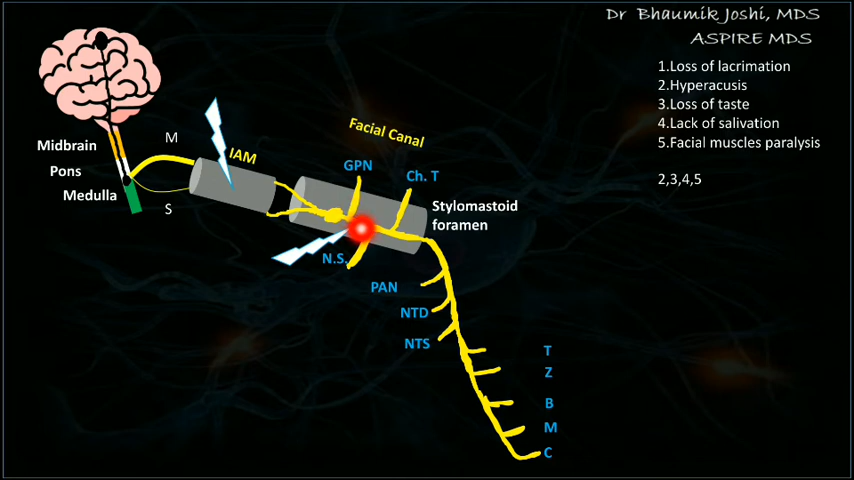 Dr Bhaumik Joshi, MDS
ASPIRE MDS
1.Loss of lacrimation
2.Hyperacusis
3.Loss of taste
4.Lack of salivation
5.Facial muscles paralysis
2,3,4,5
Midbrain
Pons
Medulla
M
S
IAM
Facial Canal
GPN
Ch. T
Stylomastoid
foramen
N.S.
PAN
NTD
NTS
T
Z
B
M
C